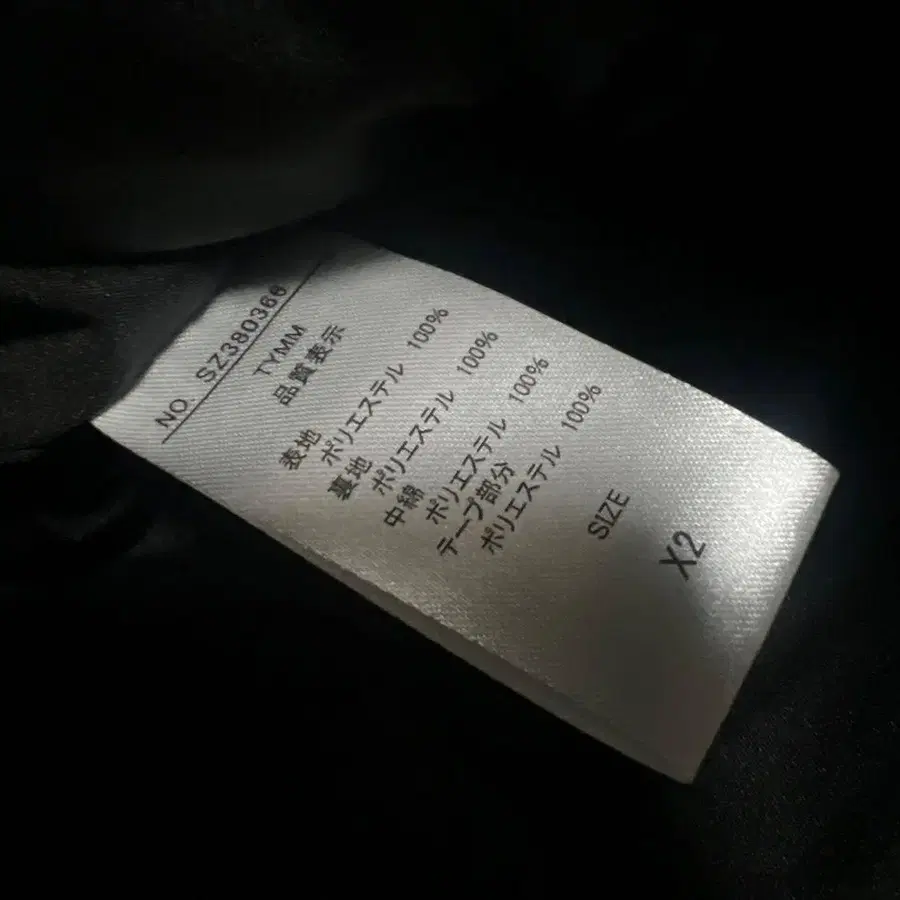 NO. SZ380366
TYMM
品質表示
表地
ポリエステル 100%
裏地
ポリエステル 100%
中綿
ポリエステル 100%
テープ部分
ポリエステル 100%
SIZE
X2